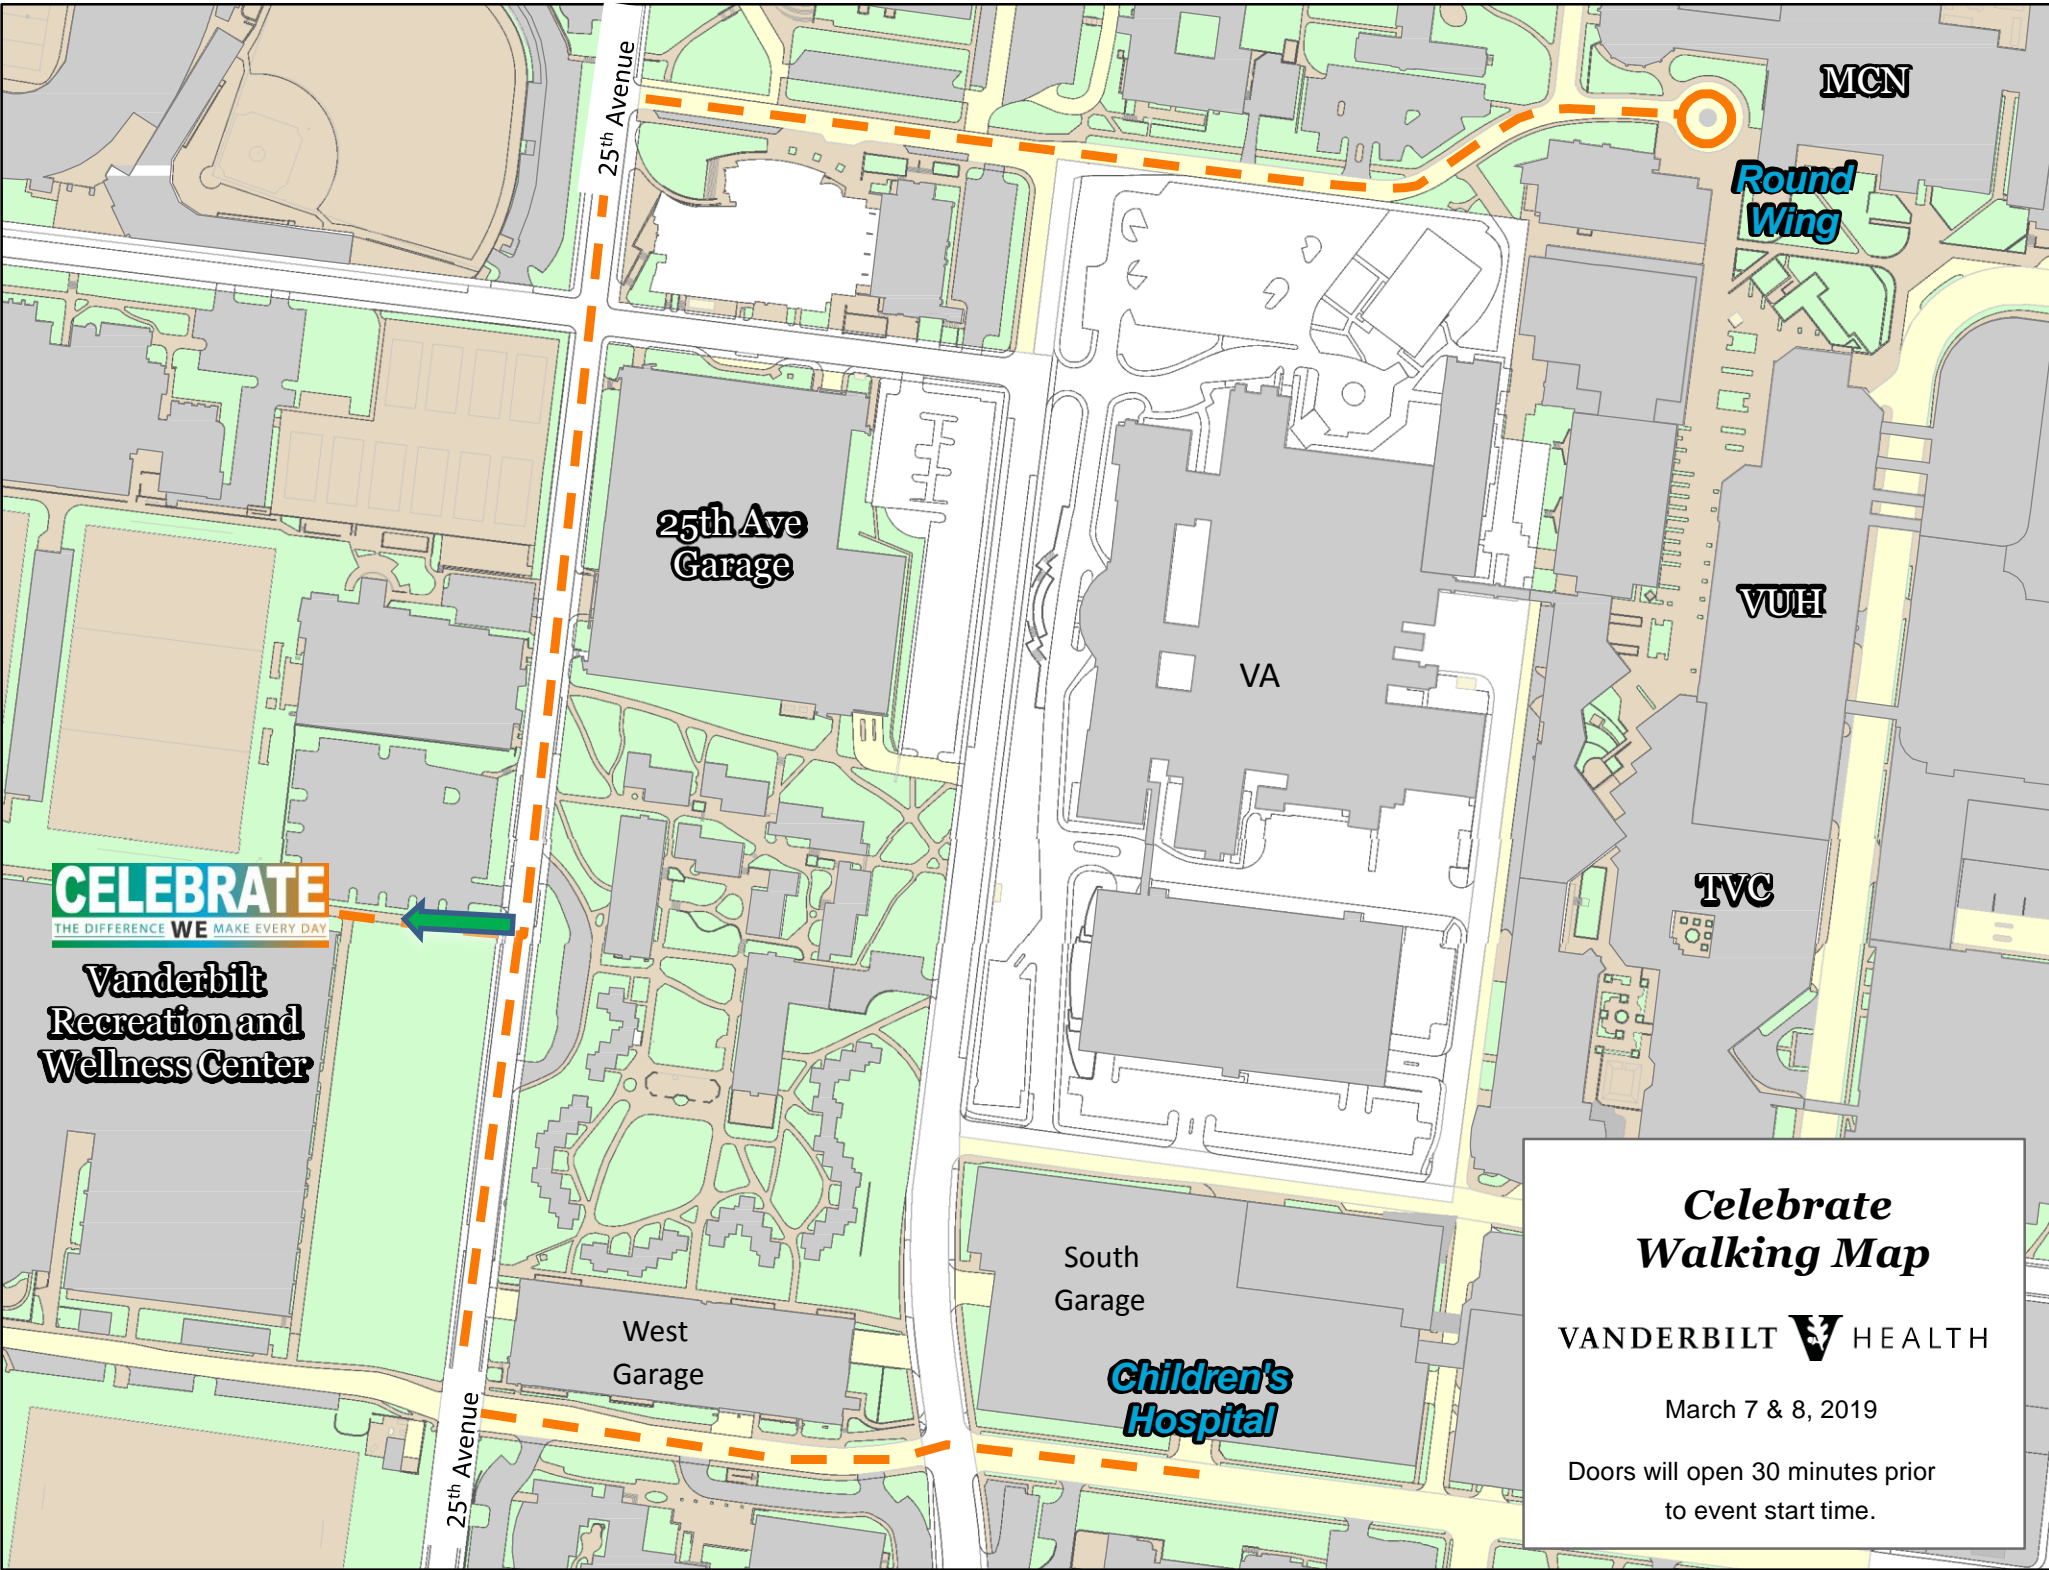 25th Avenue
MCN
Round
Wing
25th Ave
Garage
VUH
VA
CELEBRATE
THE DIFFERENCE WE MAKE EVERY DAY
TVC
Vanderbilt
Recreation and
Wellness Center
South
Garage
West
Garage
Children's
Hospital
25th Avenue
Celebrate
Walking Map
VANDERBILT V HEALTH
March 7 & 8, 2019
Doors will open 30 minutes prior
to event start time.